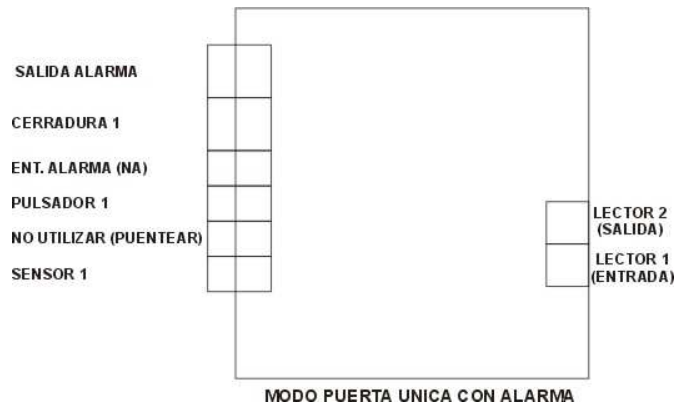 SALIDA ALARMA
CERRADURA 1
ENT. ALARMA (NA)
PULSADOR 1
NO UTILIZAR (PUENTEAR)
SENSOR 1
LECTOR 2
(SALIDA)
LECTOR 1
(ENTRADA)
MODO PUERTA UNICA CON ALARMA